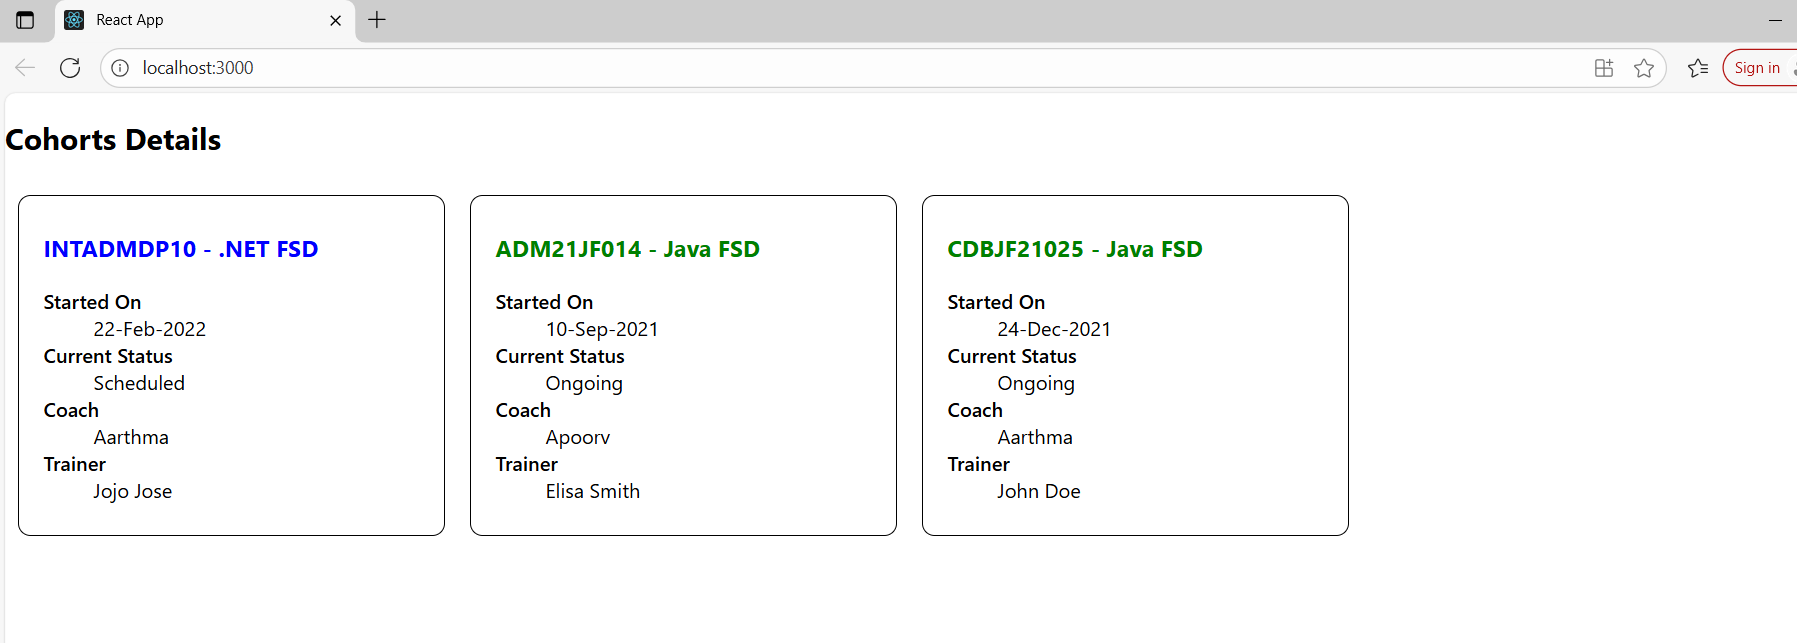 React App
localhost:3000
Sign in
Cohorts Details
INTADMDP10 - .NET FSD
Started On
22-Feb-2022
Current Status
Scheduled
Coach
Aarthma
Trainer
Jojo Jose
ADM21JF014 - Java FSD
Started On
10-Sep-2021
Current Status
Ongoing
Coach
Apoorv
Trainer
Elisa Smith
CDBJF21025 - Java FSD
Started On
24-Dec-2021
Current Status
Ongoing
Coach
Aarthma
Trainer
John Doe